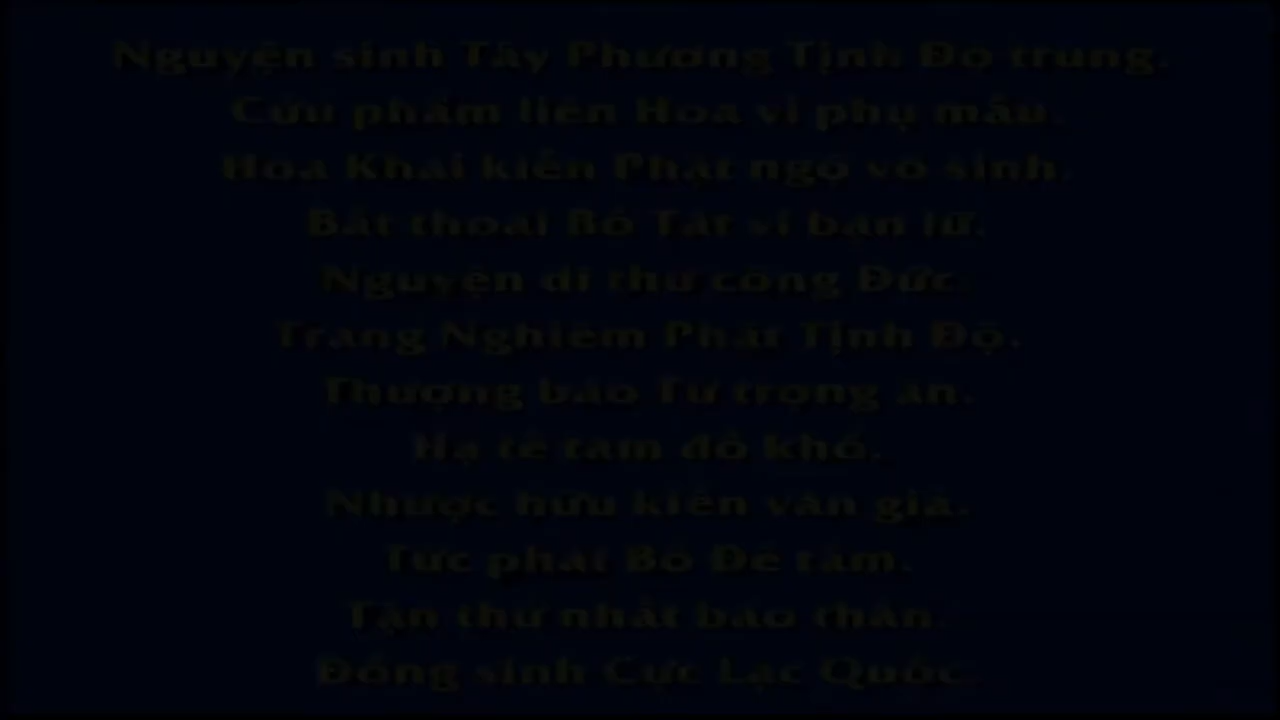 Nguyện sinh Tây Phương Tịnh Độ trung.
Cửu phẩm liên Hoa vi phụ mẫu.
Hoa Khai kiến Phật ngộ vô sinh.
Bất thoái Bồ Tát vi bạn lữ.
Nguyện dĩ thử công Đức.
Trang Nghiêm Phật Tịnh Độ.
Thượng báo Tứ trọng ân.
Hạ tế tam đồ khổ.
Nhược hữu kiến văn giả.
Tức phát Bồ Đề tâm.
Tận thử nhất báo thân.
Đồng sinh Cực Lạc Quốc.